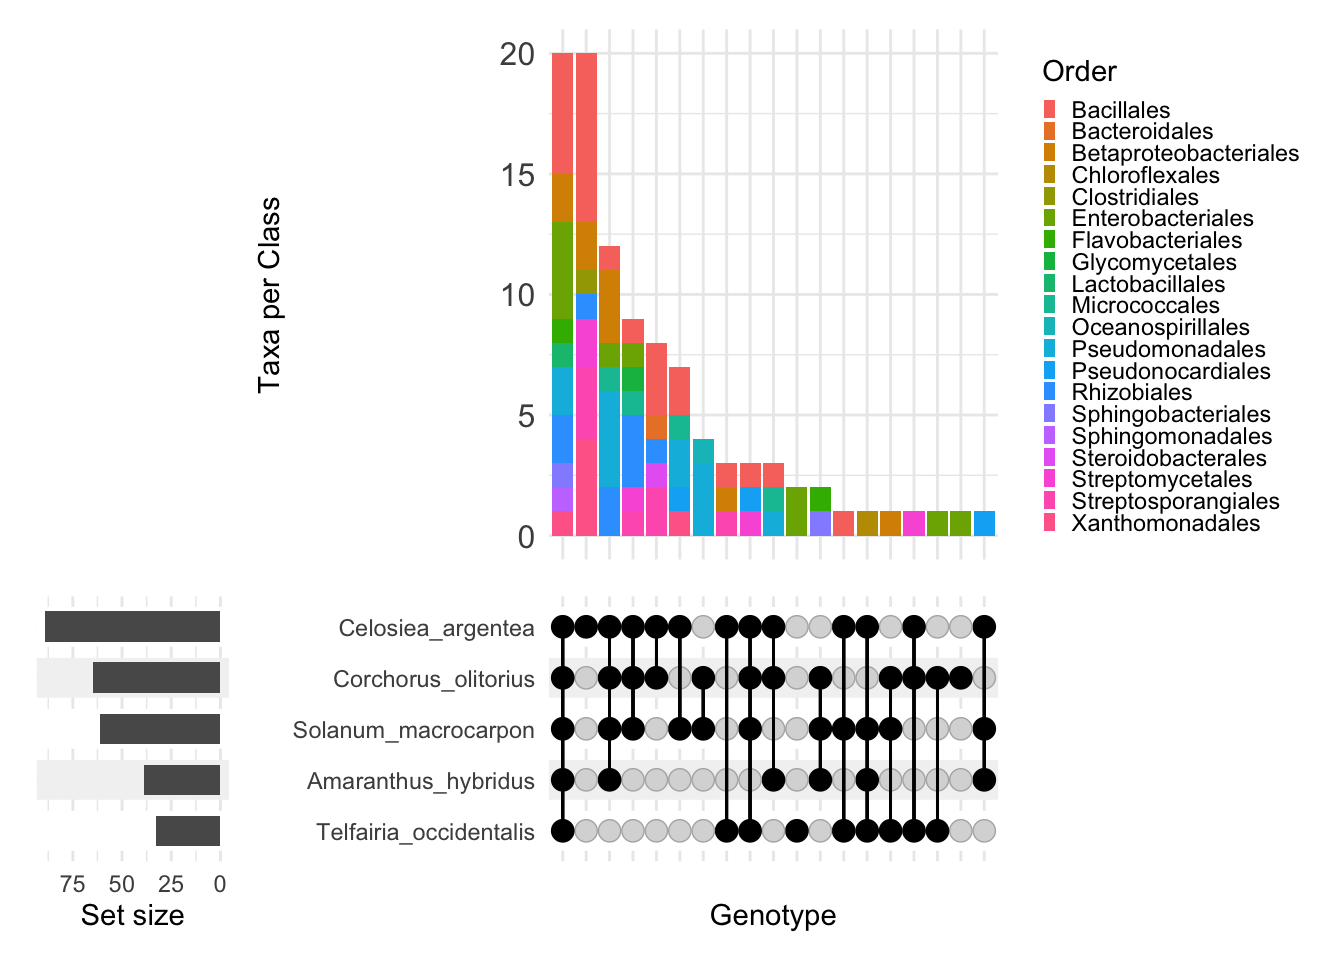 Taxa per Class
20
15
10
5
0
Order
Bacillales
Bacteroidales
Betaproteobacteriales
Chloroflexales
Clostridiales
Enterobacteriales
Flavobacteriales
Glycomycetales
Lactobacillales
Micrococcales
Oceanospirillales
Pseudomonadales
Pseudonocardiales
Rhizobiales
Sphingobacteriales
Sphingomonadales
Steroidobacterales
Streptomycetales
Streptosporangiales
Xanthomonadales
Celosiea_argentea
Corchorus_olitorius
Solanum_macrocarpon
Amaranthus_hybridus
Telfairia_occidentalis
75 50 25 0
Set size
Genotype